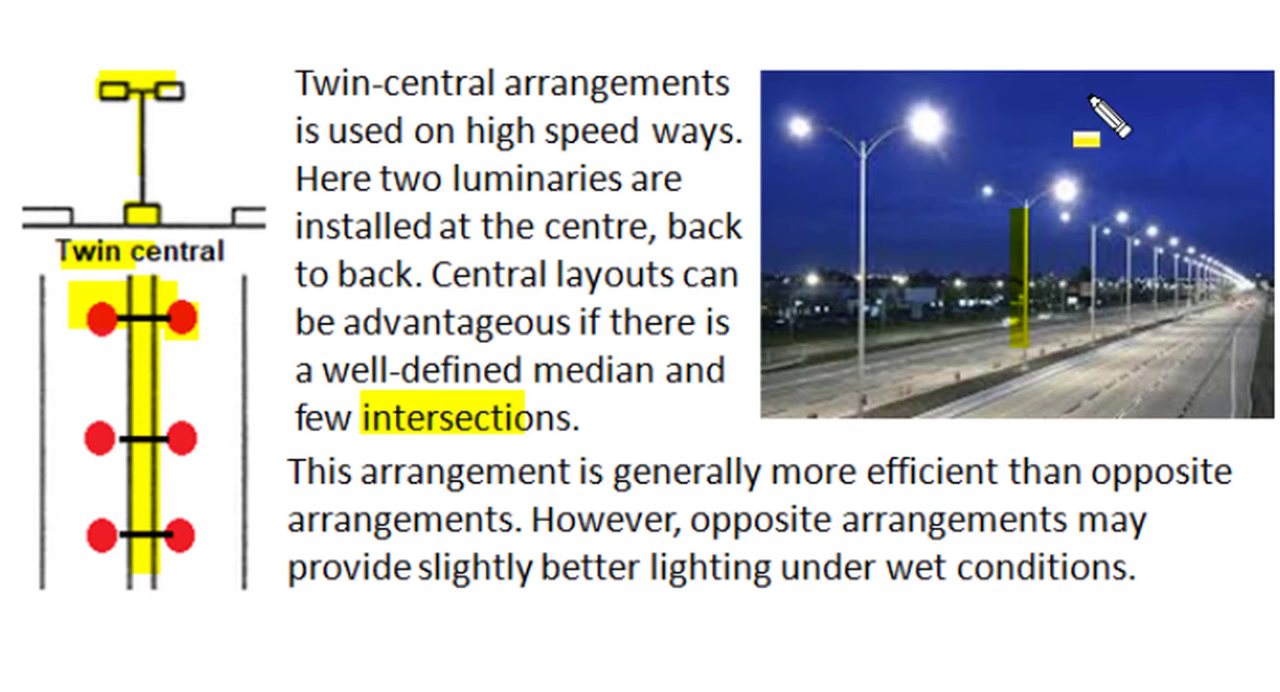 Twin central
Twin-central arrangements
is used on high speed ways.
Here two luminaries are
installed at the centre, back
to back. Central layouts can
be advantageous if there is
a well-defined median and
few intersections.
This arrangement is generally more efficient than opposite
arrangements. However, opposite arrangements may
provide slightly better lighting under wet conditions.